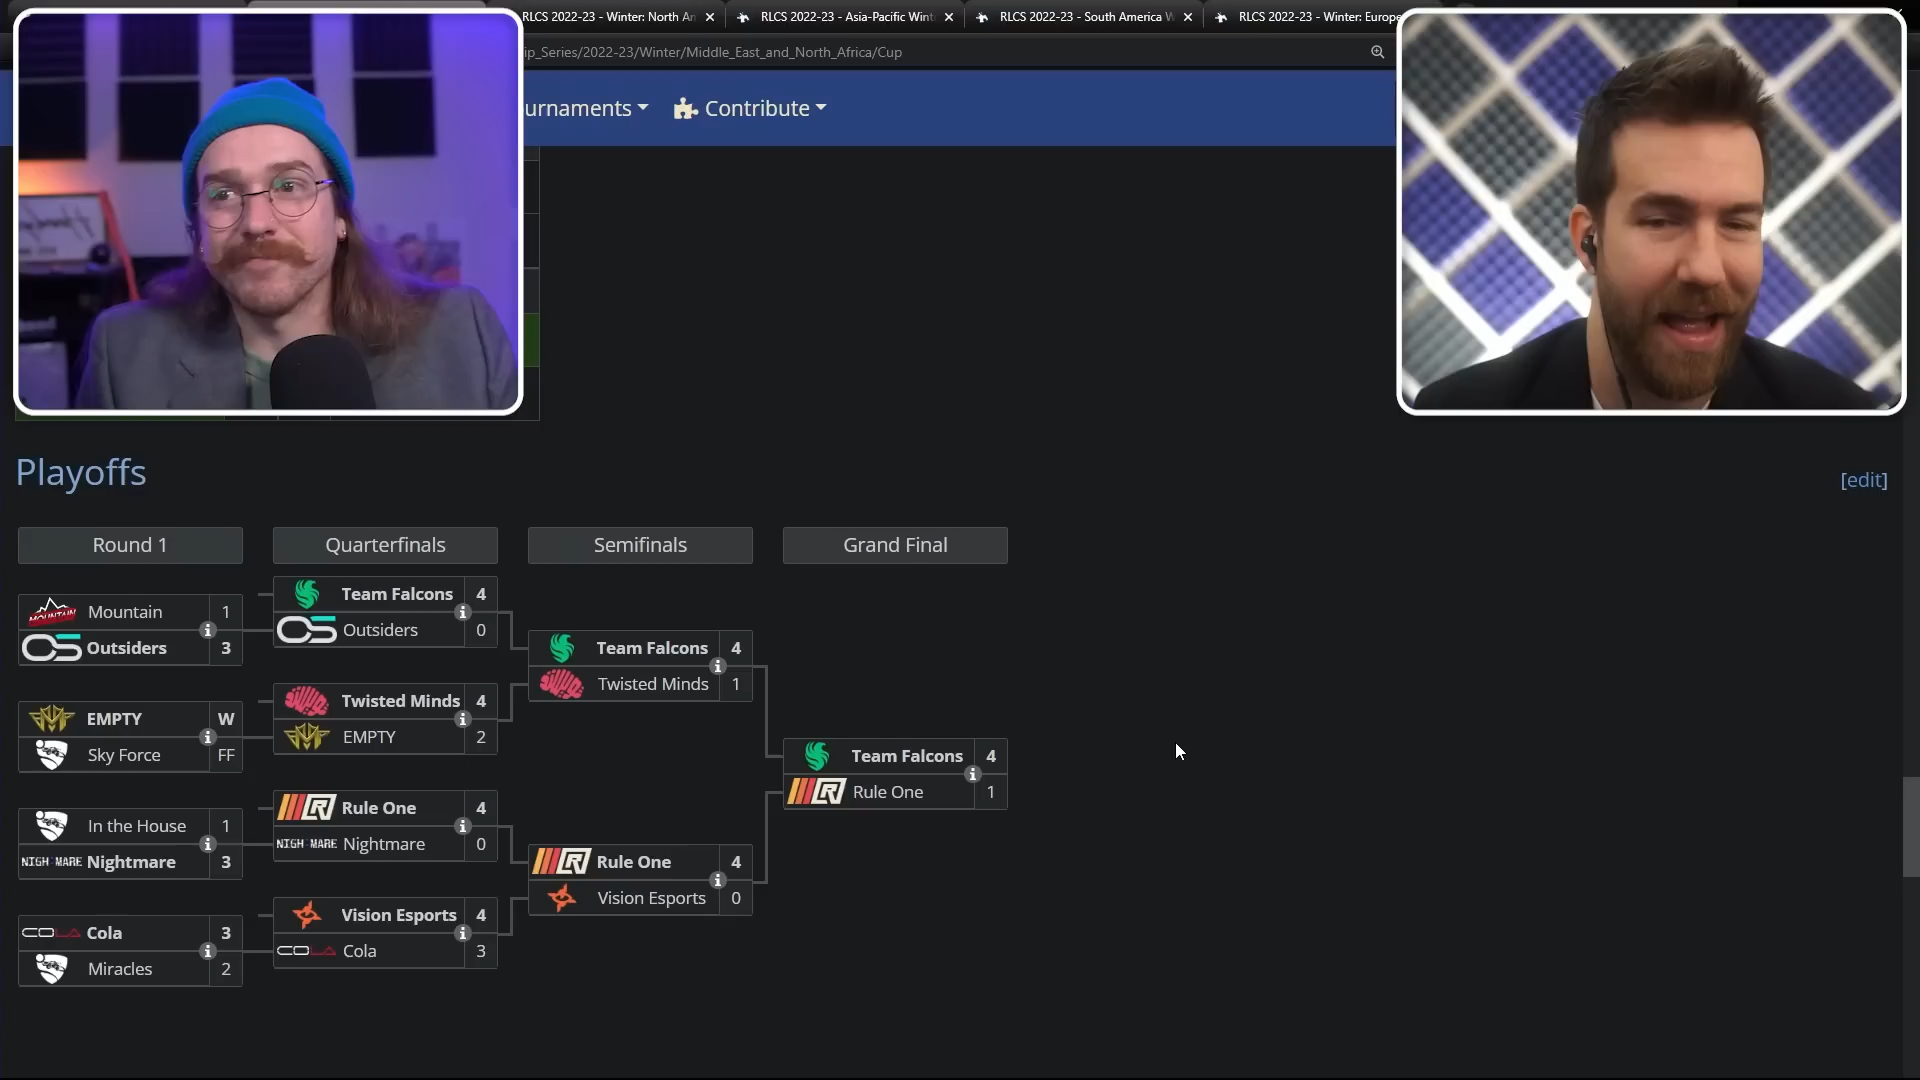 RLCS 2022-23 - Winter: North Am
RLCS 2022-23 - Asia-Pacific Wint
RLCS 2022-23 - South America W
RLCS 2022-23 - Winter: Europe
ip_Series/2022-23/Winter/Middle_East_and_North_Africa/Cup
urnaments
Contribute
Playoffs
[edit]
Round 1
Quarterfinals
Semifinals
Grand Final
Mountain 1
Outsiders 3
EMPTY W
Sky Force FF
In the House 1
Nightmare 3
Cola 3
Miracles 2
Team Falcons 4
Outsiders 0
Twisted Minds 4
EMPTY 2
Rule One 4
Nightmare 0
Vision Esports 4
Cola 3
Team Falcons 4
Twisted Minds 1
Rule One 4
Vision Esports 0
Team Falcons 4
Rule One 1